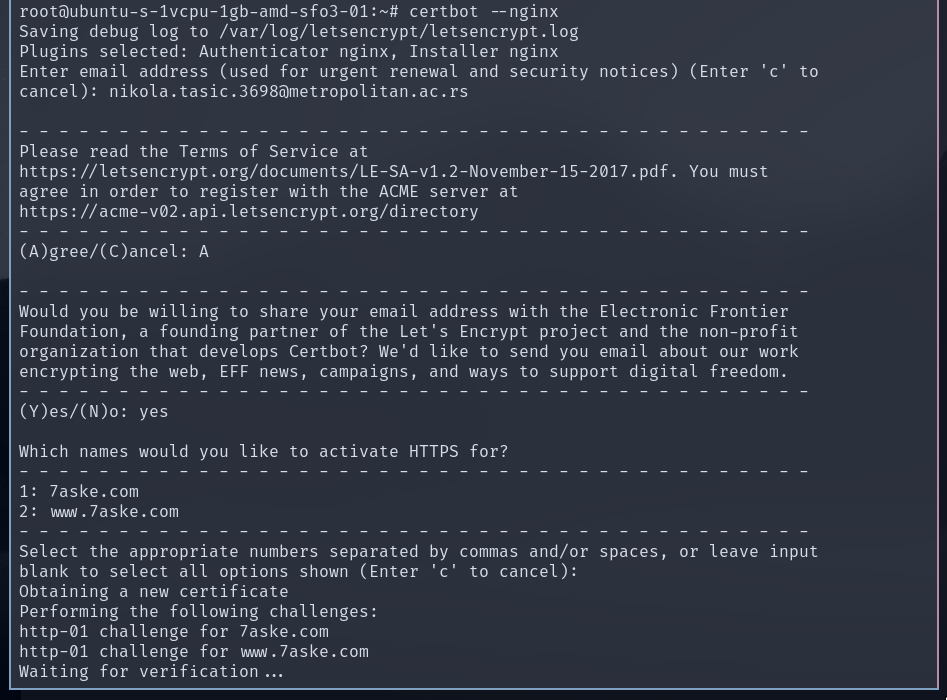 root@ubuntu-s-1vcpu-1gb-amd-sfo3-01:~# certbot --nginx
Saving debug log to /var/log/letsencrypt/letsencrypt.log
Plugins selected: Authenticator nginx, Installer nginx
Enter email address (used for urgent renewal and security notices) (Enter 'c' to
cancel): nikola.tasic.3698@metropolitan.ac.rs
- - - - - - - - - - - - - - - - - - - - - - - - - - - - - - - - - - - - - - - -
Please read the Terms of Service at
https://letsencrypt.org/documents/LE-SA-v1.2-November-15-2017.pdf. You must
agree in order to register with the ACME server at
https://acme-v02.api.letsencrypt.org/directory
- - - - - - - - - - - - - - - - - - - - - - - - - - - - - - - - - - - - - - - -
(A)gree/(C)ancel: A
- - - - - - - - - - - - - - - - - - - - - - - - - - - - - - - - - - - - - - - -
Would you be willing to share your email address with the Electronic Frontier
Foundation, a founding partner of the Let's Encrypt project and the non-profit
organization that develops Certbot? We'd like to send you email about our work
encrypting the web, EFF news, campaigns, and ways to support digital freedom.
- - - - - - - - - - - - - - - - - - - - - - - - - - - - - - - - - - - - - - - -
(Y)es/(N)o: yes
Which names would you like to activate HTTPS for?
- - - - - - - - - - - - - - - - - - - - - - - - - - - - - - - - - - - - - - - -
1: 7aske.com
2: www.7aske.com
- - - - - - - - - - - - - - - - - - - - - - - - - - - - - - - - - - - - - - - -
Select the appropriate numbers separated by commas and/or spaces, or leave input
blank to select all options shown (Enter 'c' to cancel):
Obtaining a new certificate
Performing the following challenges:
http-01 challenge for 7aske.com
http-01 challenge for www.7aske.com
Waiting for verification...